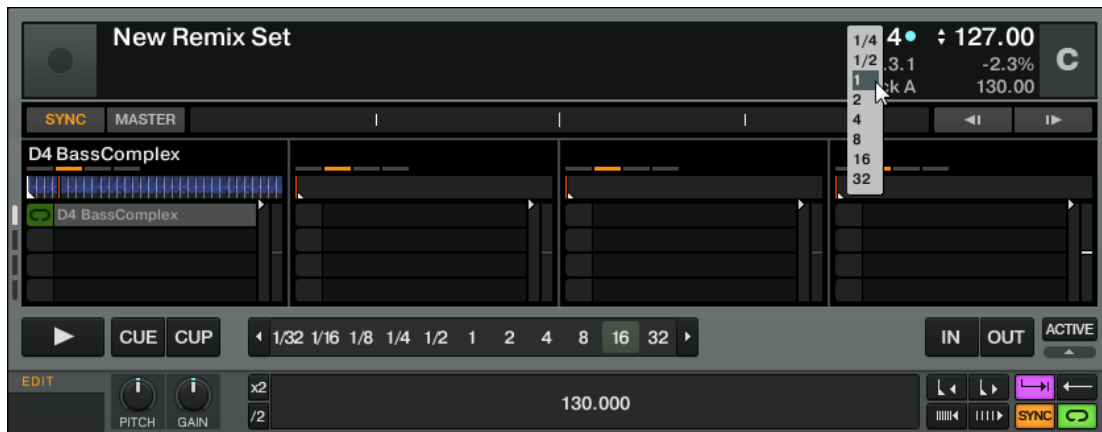 New Remix Set
1/4
1/2
1
2
4
8
16
32
4
.3.1
ck A
127.00
-2.3%
130.00
C
SYNC MASTER
D4 BassComplex
D4 BassComplex
CUE CUP
1/32 1/16 1/8 1/4 1/2 1 2 4 8 16 32
IN OUT ACTIVE
EDIT
PITCH GAIN
x2
/2
130.000
SYNC